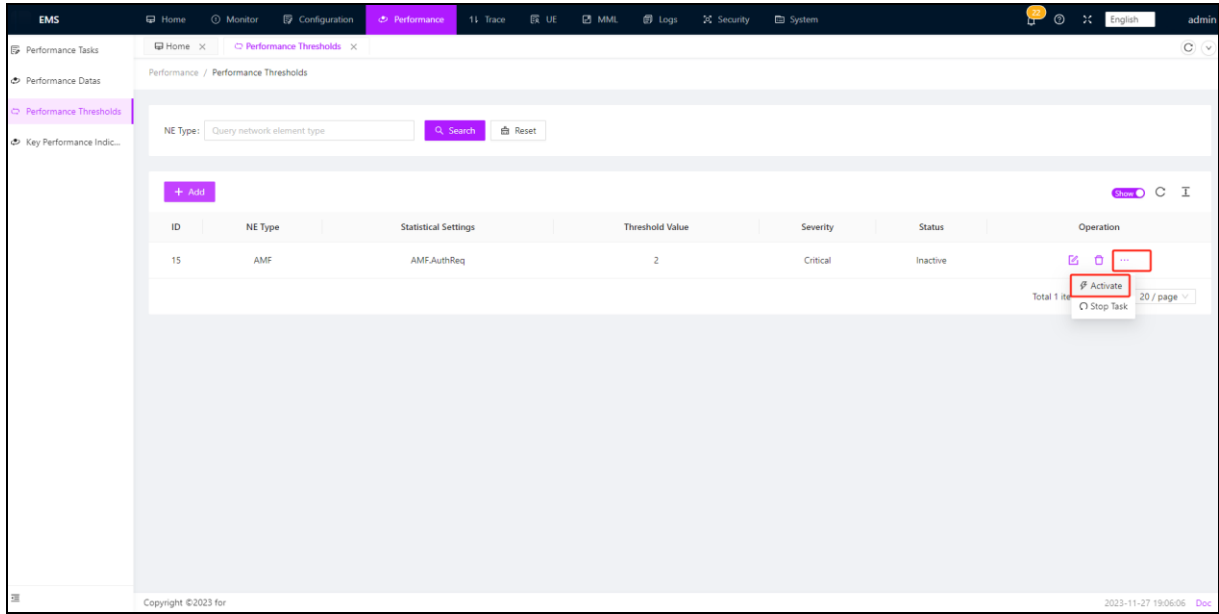 EMS Home Monitor Configuration Performance Trace UE MML Logs Security System 22 English admin
Performance Tasks
Performance Datas
Performance Thresholds
Key Performance Indic...
Home Performance Thresholds
Performance / Performance Thresholds
NE Type: Query network element type Search Reset
+ Add Show
ID NE Type Statistical Settings Threshold Value Severity Status Operation
15 AMF AMF.AuthReq 2 Critical Inactive ...
Activate
Stop Task
Total 1 ite 20 / page
Copyright ©2023 for 2023-11-27 19:06:06 Doc